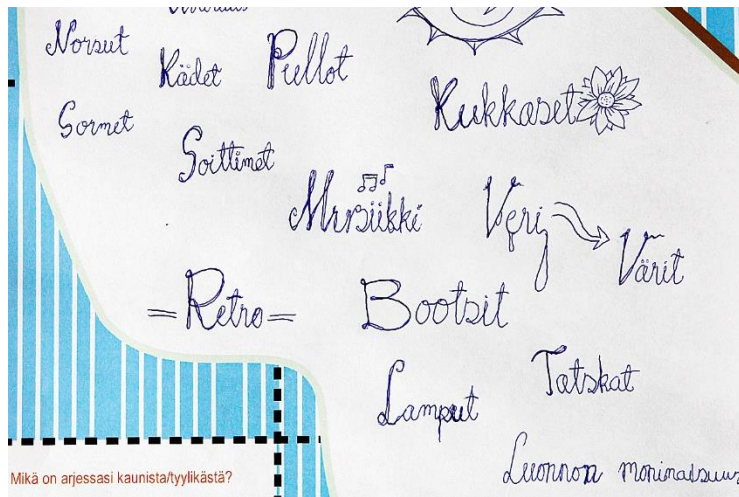 Norsut
Kädet
Pullot
Sormet
Kukkaset
Soittimet
Musiikki
Veri
Värit
= Retro =
Bootsit
Tatskat
Lamput
Luonnon
Mikä on arjessasi kaunista/tyylikästä?